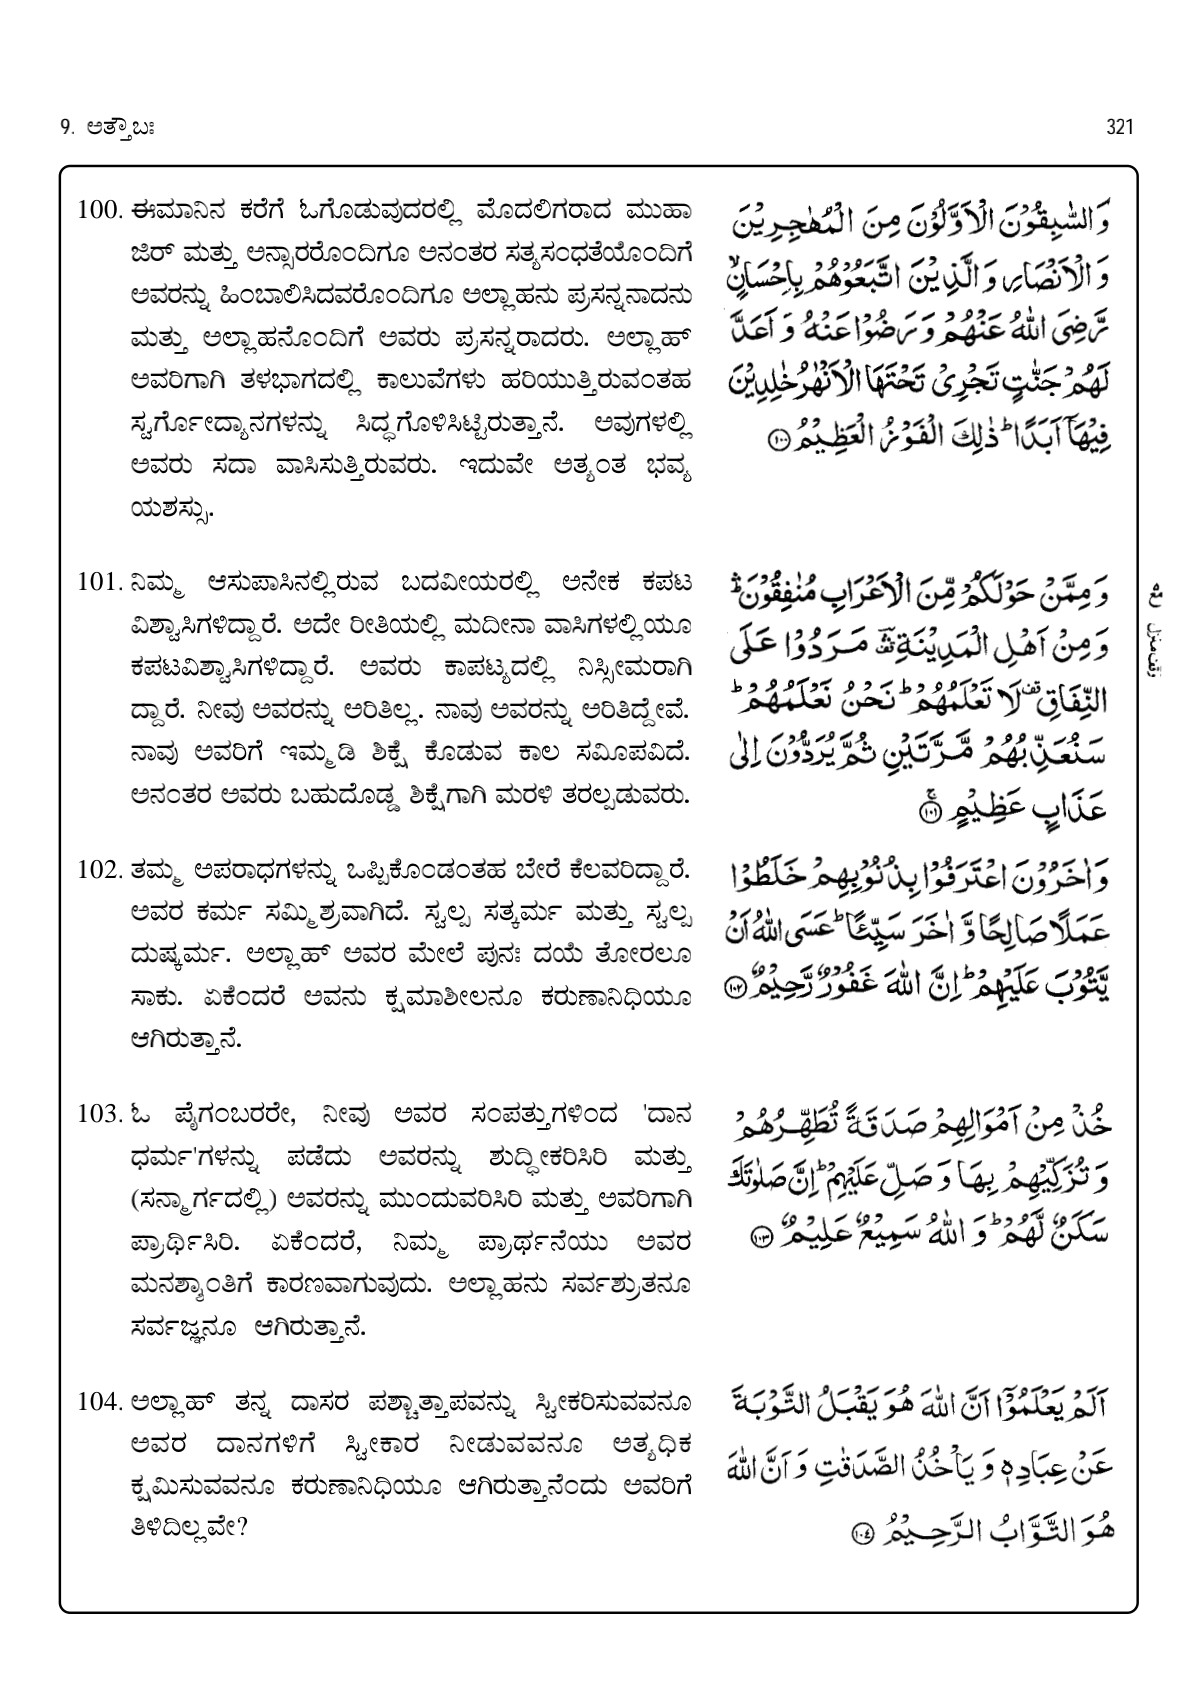 9. ಅತ್ತೌಬಃ
321
100. ಈಮಾನಿನ ಕರೆಗೆ ಓಗೊಡುವುದರಲ್ಲಿ ಮೊದಲಿಗರಾದ ಮುಹಾ
ಜಿರ್ ಮತ್ತು ಅನ್ಸಾರರೊಂದಿಗೂ ಅನಂತರ ಸತ್ಯಸಂಧತೆಯೊಂದಿಗೆ
ಅವರನ್ನು ಹಿಂಬಾಲಿಸಿದವರೊಂದಿಗೂ ಅಲ್ಲಾಹನು ಪ್ರಸನ್ನನಾದನು
ಮತ್ತು ಅಲ್ಲಾಹನೊಂದಿಗೆ ಅವರು ಪ್ರಸನ್ನರಾದರು. ಅಲ್ಲಾಹ್
ಅವರಿಗಾಗಿ ತಳಭಾಗದಲ್ಲಿ ಕಾಲುವೆಗಳು ಹರಿಯುತ್ತಿರುವಂತಹ
ಸ್ವರ್ಗೋದ್ಯಾನಗಳನ್ನು ಸಿದ್ಧಗೊಳಿಸಿಟ್ಟಿರುತ್ತಾನೆ. ಅವುಗಳಲ್ಲಿ
ಅವರು ಸದಾ ವಾಸಿಸುತ್ತಿರುವರು. ಇದುವೇ ಅತ್ಯಂತ ಭವ್ಯ
ಯಶಸ್ಸು.
وَالسّٰبِقُوْنَ الْاَوَّلُوْنَ مِنَ الْمُهٰجِرِيْنَ
وَالْاَنْصَارِ وَالَّذِيْنَ اتَّبَعُوْهُمْ بِاِحْسَانٍ ۙ
رَّضِيَ اللّٰهُ عَنْهُمْ وَرَضُوْا عَنْهُ وَاَعَدَّ
لَهُمْ جَنّٰتٍ تَجْرِيْ تَحْتَهَا الْاَنْهٰرُ خٰلِدِيْنَ
فِيْهَآ اَبَدًا ؕ ذٰلِكَ الْفَوْزُ الْعَظِيْمُ ۝١٠٠
101. ನಿಮ್ಮ ಆಸುಪಾಸಿನಲ್ಲಿರುವ ಬದವೀಯರಲ್ಲಿ ಅನೇಕ ಕಪಟ
ವಿಶ್ವಾಸಿಗಳಿದ್ದಾರೆ. ಅದೇ ರೀತಿಯಲ್ಲಿ ಮದೀನಾ ವಾಸಿಗಳಲ್ಲಿಯೂ
ಕಪಟವಿಶ್ವಾಸಿಗಳಿದ್ದಾರೆ. ಅವರು ಕಾಪಟ್ಯದಲ್ಲಿ ನಿಸ್ಸೀಮರಾಗಿ
ದ್ದಾರೆ. ನೀವು ಅವರನ್ನು ಅರಿತಿಲ್ಲ. ನಾವು ಅವರನ್ನು ಅರಿತಿದ್ದೇವೆ.
ನಾವು ಅವರಿಗೆ ಇಮ್ಮಡಿ ಶಿಕ್ಷೆ ಕೊಡುವ ಕಾಲ ಸಮೀಪವಿದೆ.
ಅನಂತರ ಅವರು ಬಹುದೊಡ್ಡ ಶಿಕ್ಷೆಗಾಗಿ ಮರಳಿ ತರಲ್ಪಡುವರು.
وَمِمَّنْ حَوْلَكُمْ مِّنَ الْاَعْرَابِ مُنٰفِقُوْنَ ۛؕ
وَمِنْ اَهْلِ الْمَدِيْنَةِ ۛ مَرَدُوْا عَلَى
النِّفَاقِ لَا تَعْلَمُهُمْ ؕ نَحْنُ نَعْلَمُهُمْ ؕ
سَنُعَذِّبُهُمْ مَّرَّتَيْنِ ثُمَّ يُرَدُّوْنَ اِلٰى
عَذَابٍ عَظِيْمٍ ۝١٠١
102. ತಮ್ಮ ಅಪರಾಧಗಳನ್ನು ಒಪ್ಪಿಕೊಂಡಂತಹ ಬೇರೆ ಕೆಲವರಿದ್ದಾರೆ.
ಅವರ ಕರ್ಮ ಸಮ್ಮಿಶ್ರವಾಗಿದೆ. ಸ್ವಲ್ಪ ಸತ್ಕರ್ಮ ಮತ್ತು ಸ್ವಲ್ಪ
ದುಷ್ಕರ್ಮ. ಅಲ್ಲಾಹ್ ಅವರ ಮೇಲೆ ಪುನಃ ದಯೆ ತೋರಲೂ
ಸಾಕು. ಏಕೆಂದರೆ ಅವನು ಕ್ಷಮಾಶೀಲನೂ ಕರುಣಾನಿಧಿಯೂ
ಆಗಿರುತ್ತಾನೆ.
وَاٰخَرُوْنَ اعْتَرَفُوْا بِذُنُوْبِهِمْ خَلَطُوْا
عَمَلًا صَالِحًا وَّاٰخَرَ سَيِّئًا ؕ عَسَى اللّٰهُ اَنْ
يَّتُوْبَ عَلَيْهِمْ ؕ اِنَّ اللّٰهَ غَفُوْرٌ رَّحِيْمٌ ۝١٠٢
103. ಓ ಪೈಗಂಬರರೇ, ನೀವು ಅವರ ಸಂಪತ್ತುಗಳಿಂದ 'ದಾನ
ಧರ್ಮ'ಗಳನ್ನು ಪಡೆದು ಅವರನ್ನು ಶುದ್ಧೀಕರಿಸಿರಿ ಮತ್ತು
(ಸನ್ಮಾರ್ಗದಲ್ಲಿ) ಅವರನ್ನು ಮುಂದುವರಿಸಿರಿ ಮತ್ತು ಅವರಿಗಾಗಿ
ಪ್ರಾರ್ಥಿಸಿರಿ. ಏಕೆಂದರೆ, ನಿಮ್ಮ ಪ್ರಾರ್ಥನೆಯು ಅವರ
ಮನಶ್ಶಾಂತಿಗೆ ಕಾರಣವಾಗುವುದು. ಅಲ್ಲಾಹನು ಸರ್ವಶ್ರುತನೂ
ಸರ್ವಜ್ಞನೂ ಆಗಿರುತ್ತಾನೆ.
خُذْ مِنْ اَمْوَالِهِمْ صَدَقَةً تُطَهِّرُهُمْ
وَتُزَكِّيْهِمْ بِهَا وَصَلِّ عَلَيْهِمْ ؕ اِنَّ صَلٰوتَكَ
سَكَنٌ لَّهُمْ ؕ وَاللّٰهُ سَمِيْعٌ عَلِيْمٌ ۝١٠٣
104. ಅಲ್ಲಾಹ್ ತನ್ನ ದಾಸರ ಪಶ್ಚಾತ್ತಾಪವನ್ನು ಸ್ವೀಕರಿಸುವವನೂ
ಅವರ ದಾನಗಳಿಗೆ ಸ್ವೀಕಾರ ನೀಡುವವನೂ ಅತ್ಯಧಿಕ
ಕ್ಷಮಿಸುವವನೂ ಕರುಣಾನಿಧಿಯೂ ಆಗಿರುತ್ತಾನೆಂದು ಅವರಿಗೆ
ತಿಳಿದಿಲ್ಲವೇ?
اَلَمْ يَعْلَمُوْٓا اَنَّ اللّٰهَ هُوَ يَقْبَلُ التَّوْبَةَ
عَنْ عِبَادِهٖ وَيَاْخُذُ الصَّدَقٰتِ وَاَنَّ اللّٰهَ
هُوَ التَّوَّابُ الرَّحِيْمُ ۝١٠٤